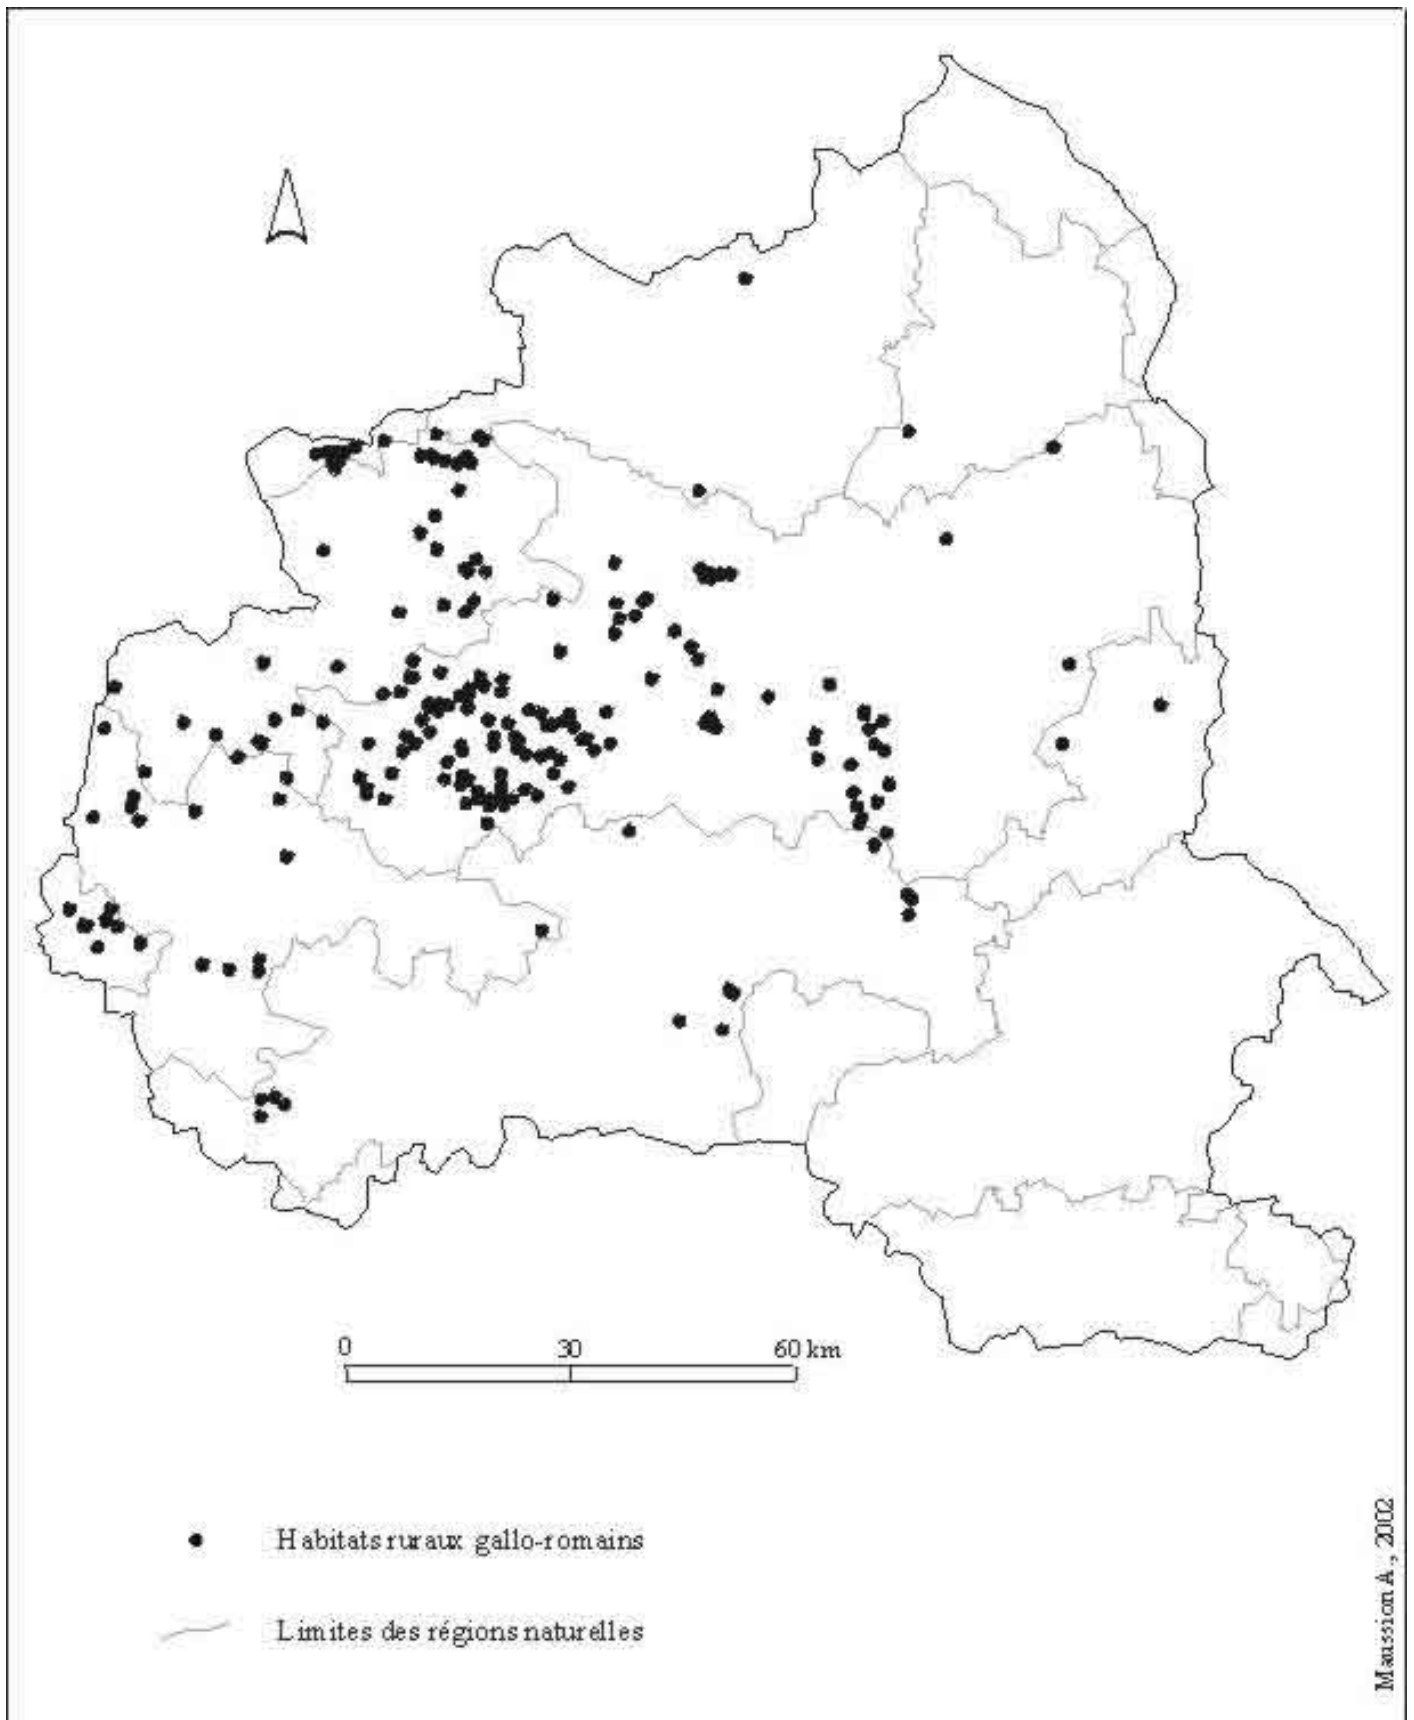 0 30 60 km
Habitats ruraux gallo-romains
Limites des régions naturelles
Maussion A., 2002